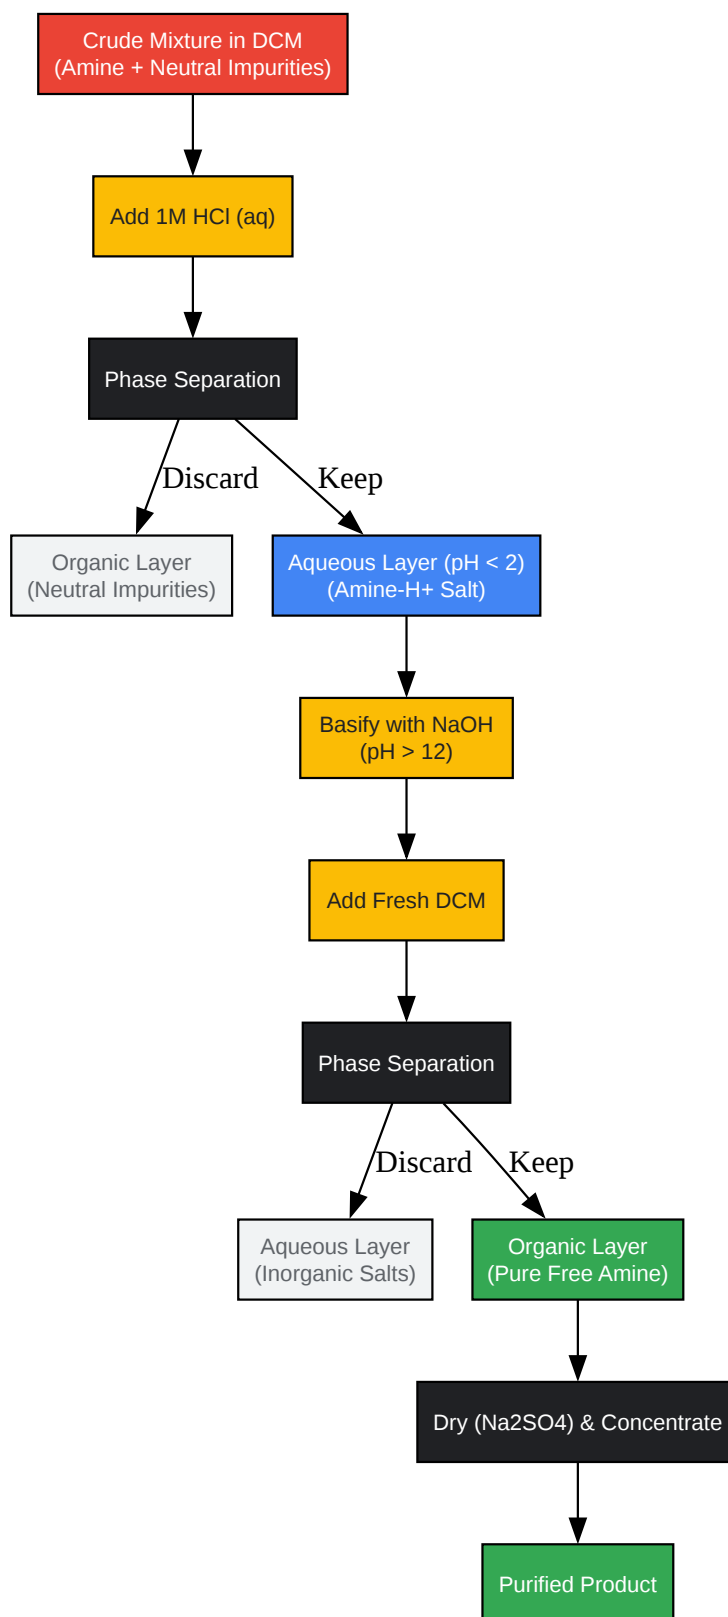 Crude Mixture in DCM
(Amine + Neutral Impurities)
Add 1M HCl (aq)
Phase Separation
Discard
Keep
Organic Layer
(Neutral Impurities)
Aqueous Layer (pH < 2)
(Amine-H+ Salt)
Basify with NaOH
(pH > 12)
Add Fresh DCM
Phase Separation
Discard
Keep
Aqueous Layer
(Inorganic Salts)
Organic Layer
(Pure Free Amine)
Dry (Na2SO4) & Concentrate
Purified Product